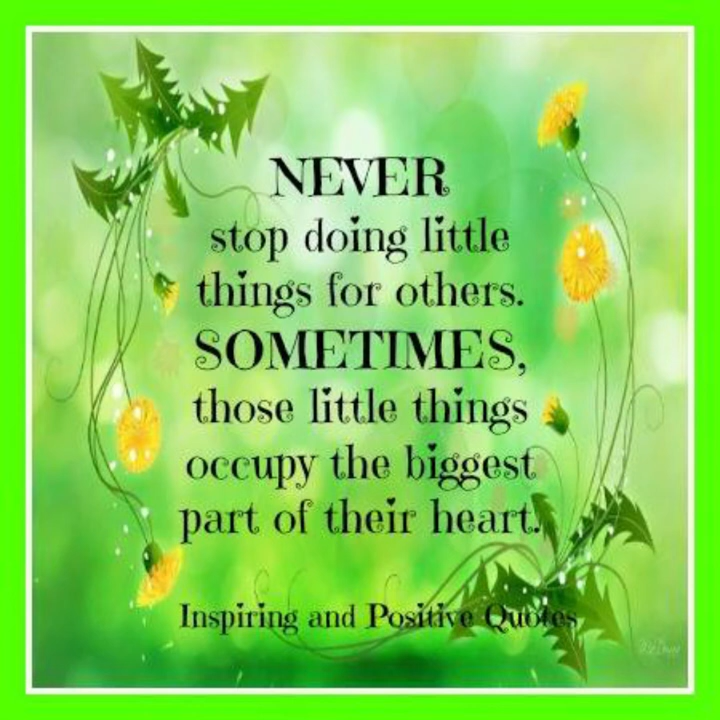 NEVER
stop doing little
things for others.
SOMETIMES,
those little things
occupy the biggest
part of their heart.
Inspiring and Positive Quotes